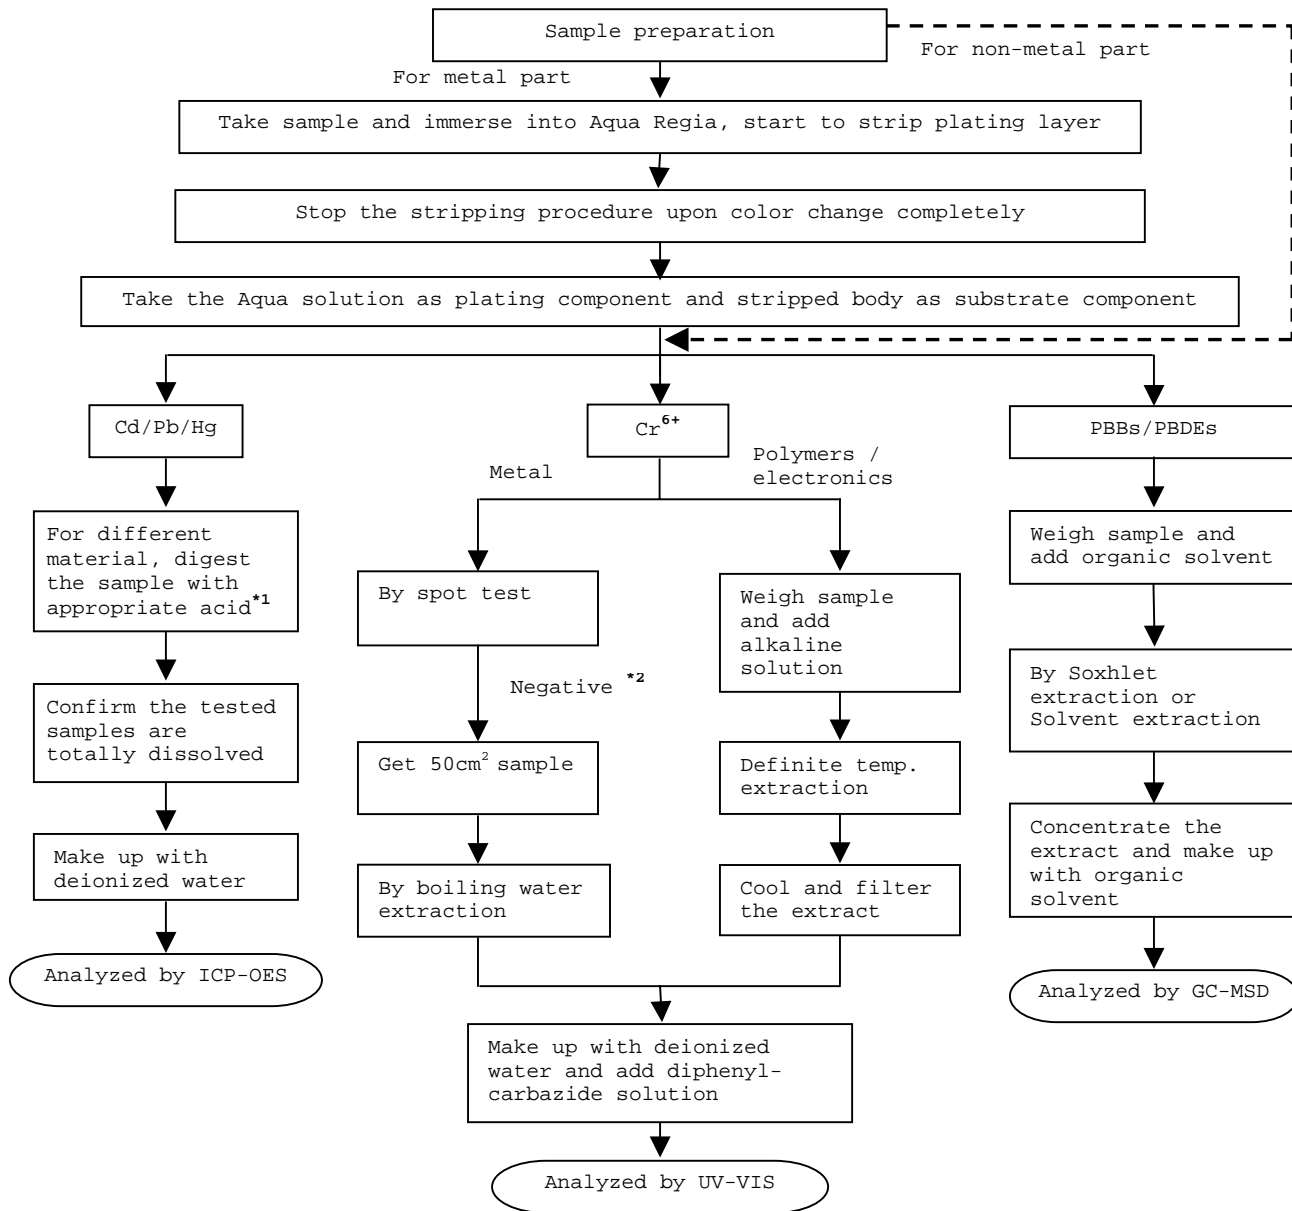 Sample preparation
For non-metal part
For metal part
Take sample and immerse into Aqua Regia, start to strip plating layer
Stop the stripping procedure upon color change completely
Take the Aqua solution as plating component and stripped body as substrate component
Cd/Pb/Hg
For different
material, digest
the sample with
appropriate acid*1
Confirm the tested
samples are
totally dissolved
Make up with
deionized water
Analyzed by ICP-OES
Cr6+
Metal
By spot test
Negative *2
Get 50cm2 sample
By boiling water
extraction
Polymers /
electronics
Weigh sample
and add
alkaline
solution
Definite temp.
extraction
Cool and filter
the extract
Make up with deionized
water and add diphenyl-
carbazide solution
Analyzed by UV-VIS
PBBs/PBDEs
Weigh sample and
add organic solvent
By Soxhlet
extraction or
Solvent extraction
Concentrate the
extract and make up
with organic
solvent
Analyzed by GC-MSD